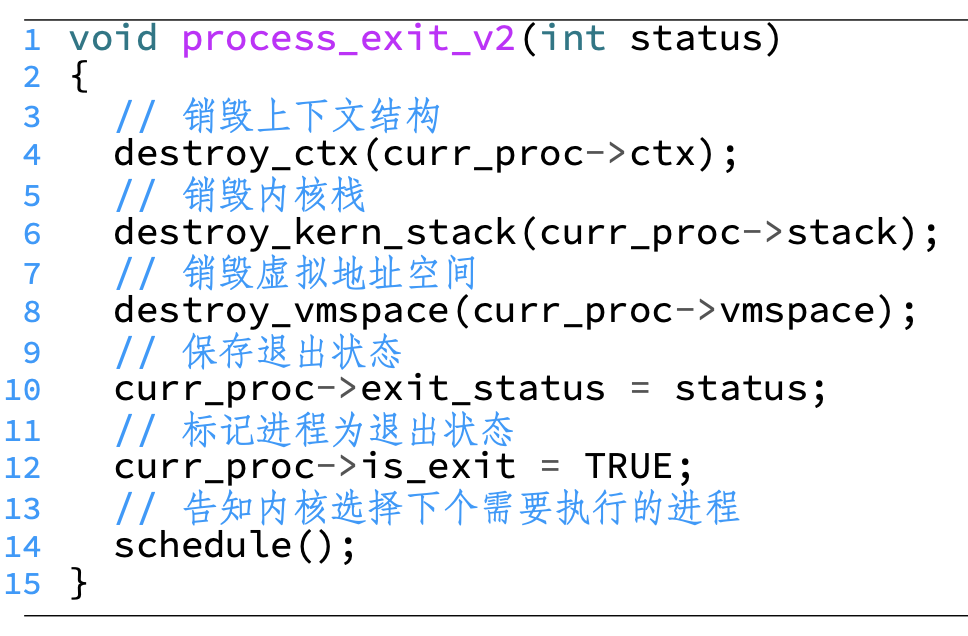 1 void process_exit_v2(int status)
2 {
3 // 销毁上下文结构
4 destroy_ctx(curr_proc->ctx);
5 // 销毁内核栈
6 destroy_kern_stack(curr_proc->stack);
7 // 销毁虚拟地址空间
8 destroy_vmspace(curr_proc->vmspace);
9 // 保存退出状态
10 curr_proc->exit_status = status;
11 // 标记进程为退出状态
12 curr_proc->is_exit = TRUE;
13 // 告知内核选择下个需要执行的进程
14 schedule();
15 }